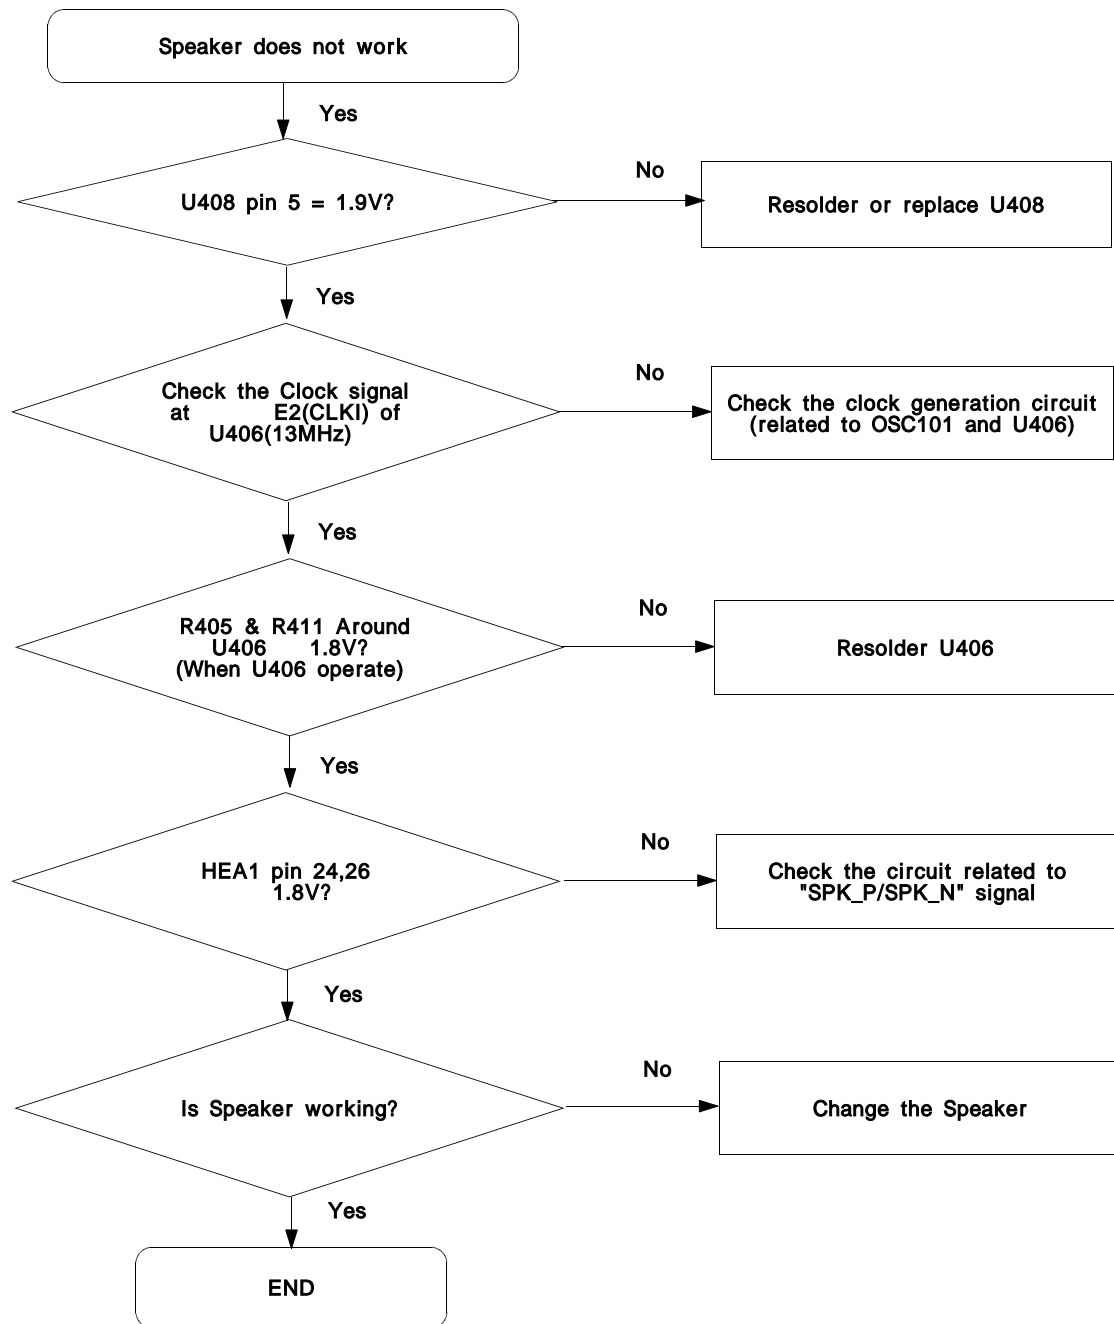 Speaker does not work
Yes
U408 pin 5 = 1.9V?
No
Resolder or replace U408
Yes
Check the Clock signal
at E2(CLKI) of
U406(13MHz)
No
Check the clock generation circuit
(related to OSC101 and U406)
Yes
R405 & R411 Around
U406 1.8V?
(When U406 operate)
No
Resolder U406
Yes
HEA1 pin 24,26
1.8V?
No
Check the circuit related to
"SPK_P/SPK_N" signal
Yes
Is Speaker working?
No
Change the Speaker
Yes
END